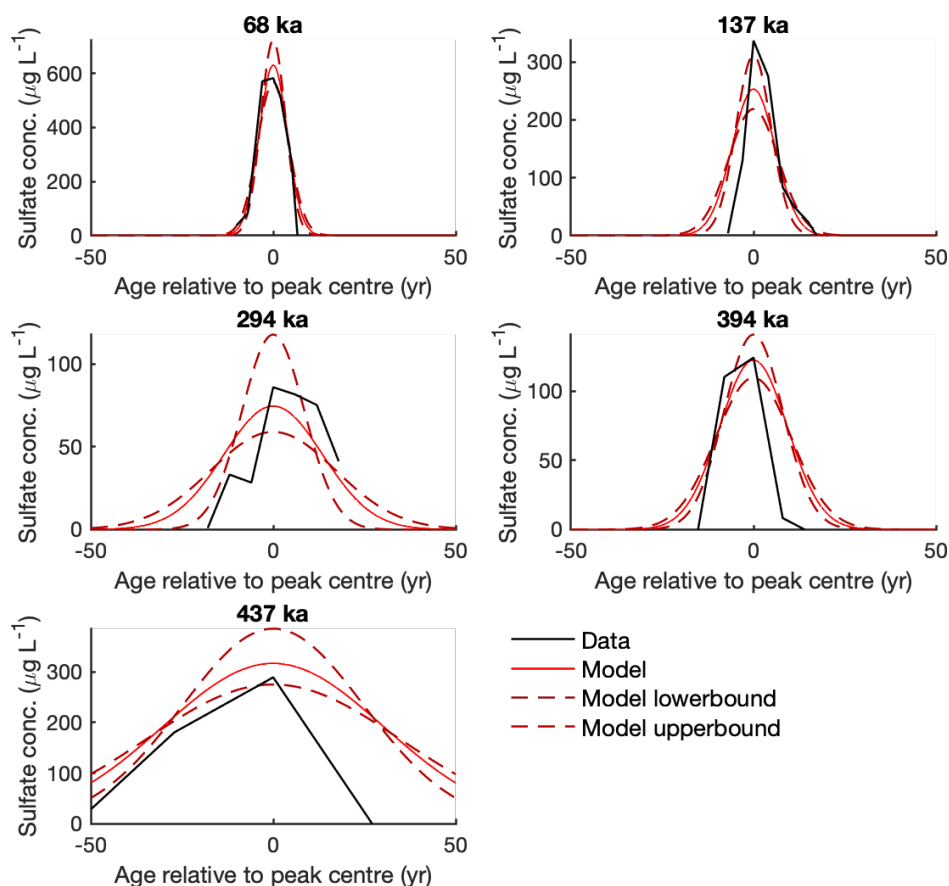 68 ka
Sulfate conc. (μg L⁻¹)
600
400
200
0
-50
0
50
Age relative to peak centre (yr)
137 ka
Sulfate conc. (μg L⁻¹)
300
200
100
0
-50
0
50
Age relative to peak centre (yr)
294 ka
Sulfate conc. (μg L⁻¹)
100
50
0
-50
0
50
Age relative to peak centre (yr)
394 ka
Sulfate conc. (μg L⁻¹)
100
50
0
-50
0
50
Age relative to peak centre (yr)
437 ka
Sulfate conc. (μg L⁻¹)
300
200
100
0
-50
0
50
Age relative to peak centre (yr)
Data
Model
Model lowerbound
Model upperbound